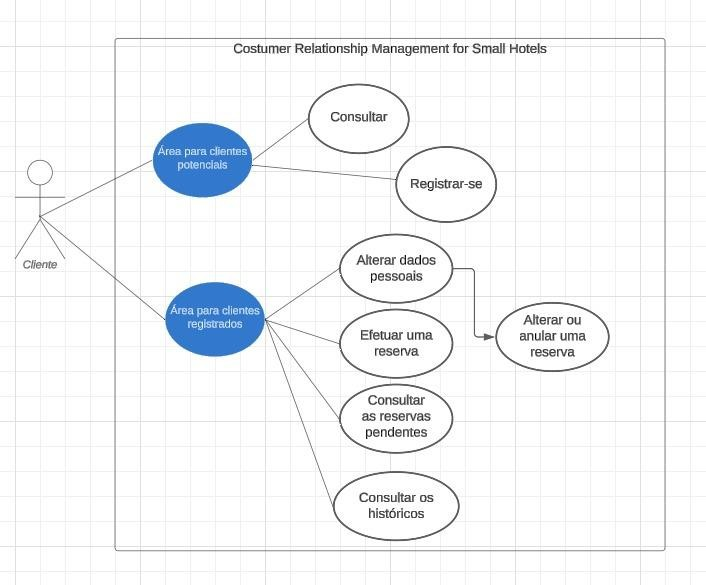 Costumer Relationship Management for Small Hotels
Consultar
Área para clientes
potenciais
Registrar-se
Cliente
Alterar dados
pessoais
Área para clientes
registrados
Efetuar uma
reserva
Alterar ou
anular uma
reserva
Consultar
as reservas
pendentes
Consultar os
históricos